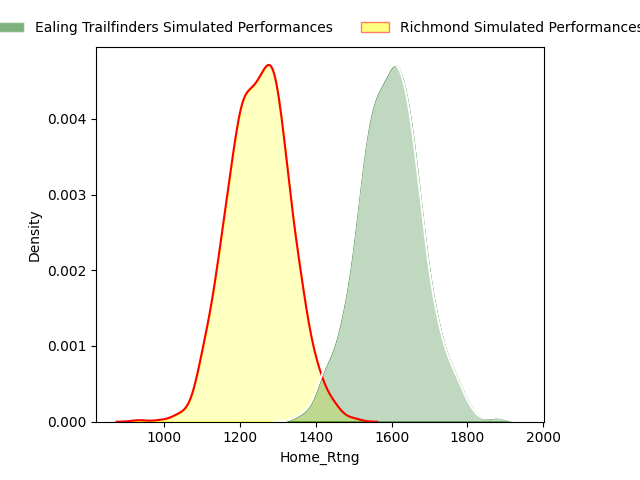 Ealing Trailfinders Simulated Performances
Richmond Simulated Performances
0.004
0.003
0.002
0.001
0.000
Density
1000 1200 1400 1600 1800 2000
Home_Rtng